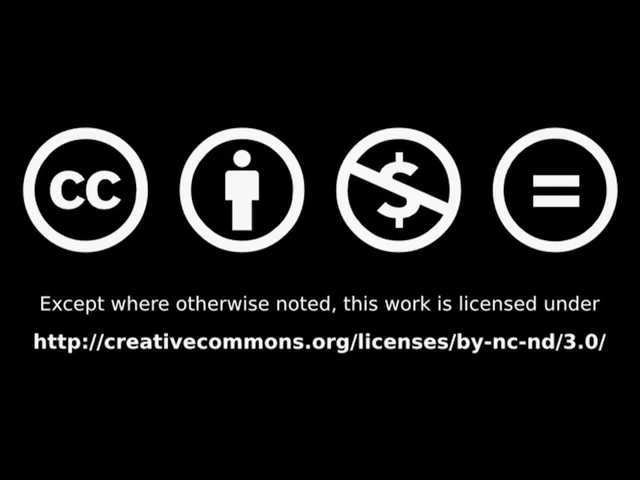 cc
$
=
Except where otherwise noted, this work is licensed under
http://creativecommons.org/licenses/by-nc-nd/3.0/